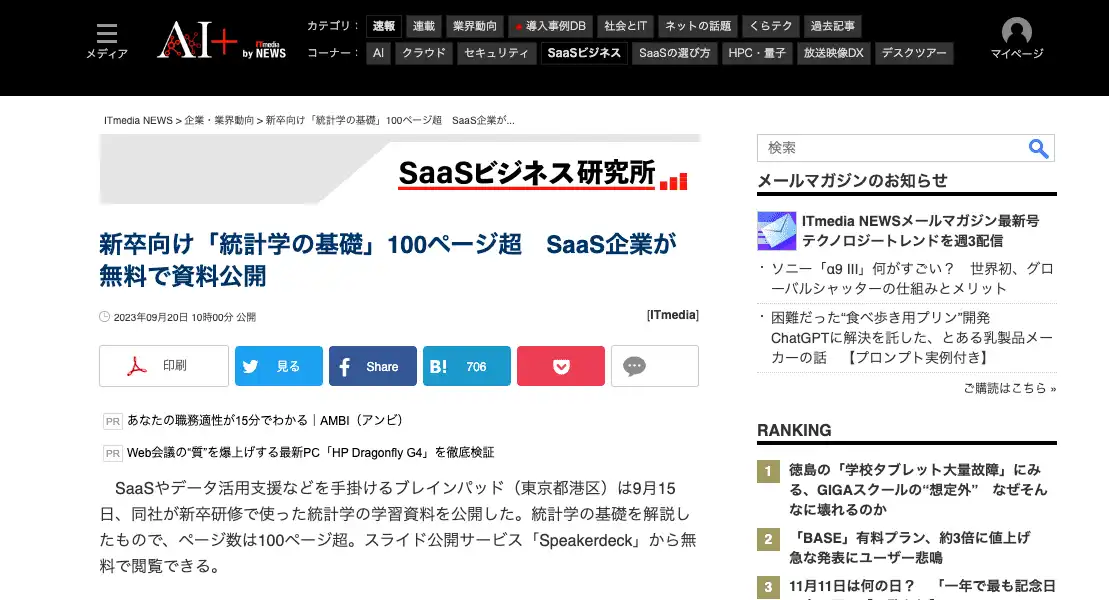 メディア
AI+
by ITmedia NEWS
カテゴリ： 速報 連載 業界動向 導入事例DB 社会とIT ネットの話題 くらテク 過去記事
コーナー： AI クラウド セキュリティ SaaSビジネス SaaSの選び方 HPC・量子 放送映像DX デスクツアー
マイページ
ITmedia NEWS > 企業・業界動向 > 新卒向け「統計学の基礎」100ページ超　SaaS企業が...
SaaSビジネス研究所
新卒向け「統計学の基礎」100ページ超　SaaS企業が
無料で資料公開
2023年09月20日 10時00分 公開
[ITmedia]
印刷
見る
Share
B! 706
PR あなたの職務適性が15分でわかる｜AMBI（アンビ）
PR Web会議の“質”を爆上げする最新PC「HP Dragonfly G4」を徹底検証
SaaSやデータ活用支援などを手掛けるブレインパッド（東京都港区）は9月15
日、同社が新卒研修で使った統計学の学習資料を公開した。統計学の基礎を解説し
たもので、ページ数は100ページ超。スライド公開サービス「Speakerdeck」から無
料で閲覧できる。
検索
メールマガジンのお知らせ
ITmedia NEWSメールマガジン最新号
テクノロジートレンドを週3配信
・ソニー「α9 III」何がすごい？　世界初、グロ
ーバルシャッターの仕組みとメリット
・困難だった“食べ歩き用プリン”開発
ChatGPTに解決を託した、とある乳製品メー
カーの話　【プロンプト実例付き】
ご購読はこちら »
RANKING
1 徳島の「学校タブレット大量故障」にみ
る、GIGAスクールの“想定外”　なぜそん
なに壊れるのか
2 「BASE」有料プラン、約3倍に値上げ
急な発表にユーザー悲鳴
3 11月11日は何の日？　「一年で最も記念日